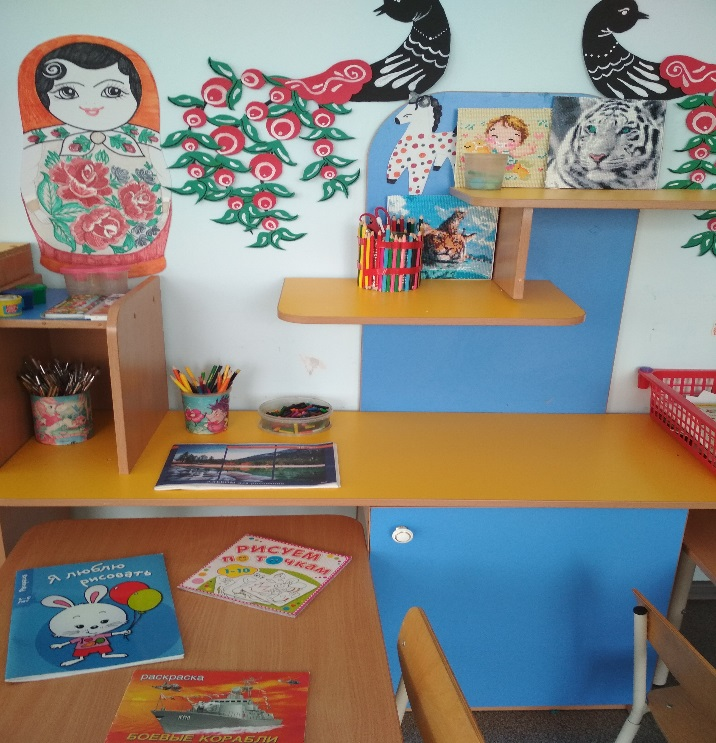 Я люблю
рисовать
РИСУЕМ
по точкам
1-10
раскраска
БОЕВЫЕ КОРАБЛИ